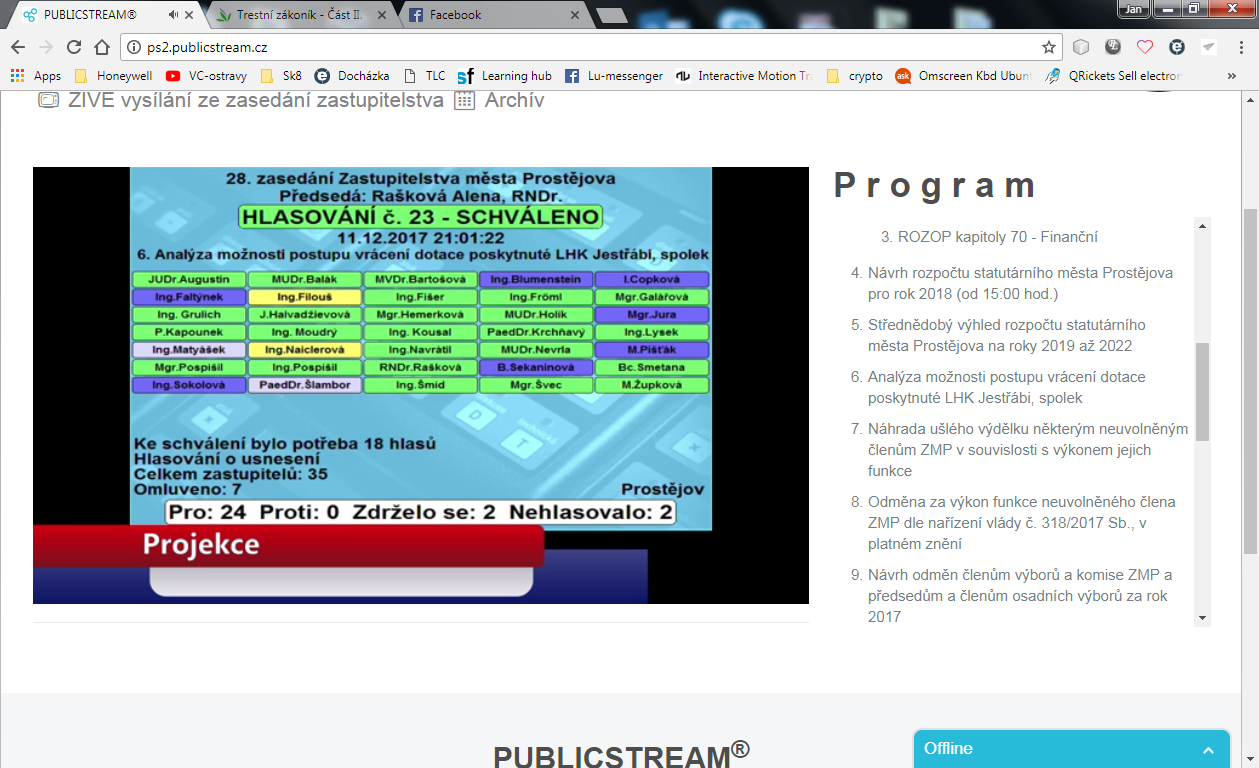 PUBLICSTREAM®
Trestní zákoník - Část II.
Facebook
Jan
ps2.publicstream.cz
Apps
Honeywell
VC-ostravy
Sk8
Docházka
TLC
sf Learning hub
Lu-messenger
Interactive Motion Tra
crypto
ask Omscreen Kbd Ubunt
QRickets Sell electron
»
ŽIVĚ vysílání ze zasedání zastupitelstva
Archív
28. zasedání Zastupitelstva města Prostějova
Předsedá: Rašková Alena, RNDr.
HLASOVÁNÍ č. 23 - SCHVÁLENO
11.12.2017 21:01:22
6. Analýza možnosti postupu vrácení dotace poskytnuté LHK Jestřábi, spolek
JUDr.Augustin MUDr.Balák MVDr.Bartošová Ing.Blumenstein I.Copková
Ing.Faltýnek Ing.Filouš Ing.Fišer Ing.Fröml Mgr.Galářová
Ing. Grulich J.Halvadžievová Mgr.Hemerková MUDr.Holík Mgr.Jura
P.Kapounek Ing. Moudrý Ing. Kousal PaedDr.Krchňavý Ing.Lysek
Ing.Matyášek Ing.Naiclerová Ing.Navrátil MUDr.Nevrla M.Pišťák
Mgr.Pospíšil Ing.Pospíšil RNDr.Rašková B.Sekaninová Bc.Smetana
Ing.Sokolová PaedDr.Šlambor Ing.Šmíd Mgr.Švec M.Župková
Ke schválení bylo potřeba 18 hlasů
Hlasování o usnesení
Celkem zastupitelů: 35
Omluveno: 7
Prostějov
Pro: 24 Proti: 0 Zdrželo se: 2 Nehlasovalo: 2
Projekce
Program
3. ROZOP kapitoly 70 - Finanční
4. Návrh rozpočtu statutárního města Prostějova
pro rok 2018 (od 15:00 hod.)
5. Střednědobý výhled rozpočtu statutárního
města Prostějova na roky 2019 až 2022
6. Analýza možnosti postupu vrácení dotace
poskytnuté LHK Jestřábi, spolek
7. Náhrada ušlého výdělku některým neuvolněným
členům ZMP v souvislosti s výkonem jejich
funkce
8. Odměna za výkon funkce neuvolněného člena
ZMP dle nařízení vlády č. 318/2017 Sb., v
platném znění
9. Návrh odměn členům výborů a komise ZMP a
předsedům a členům osadních výborů za rok
2017
PUBLICSTREAM®
Offline